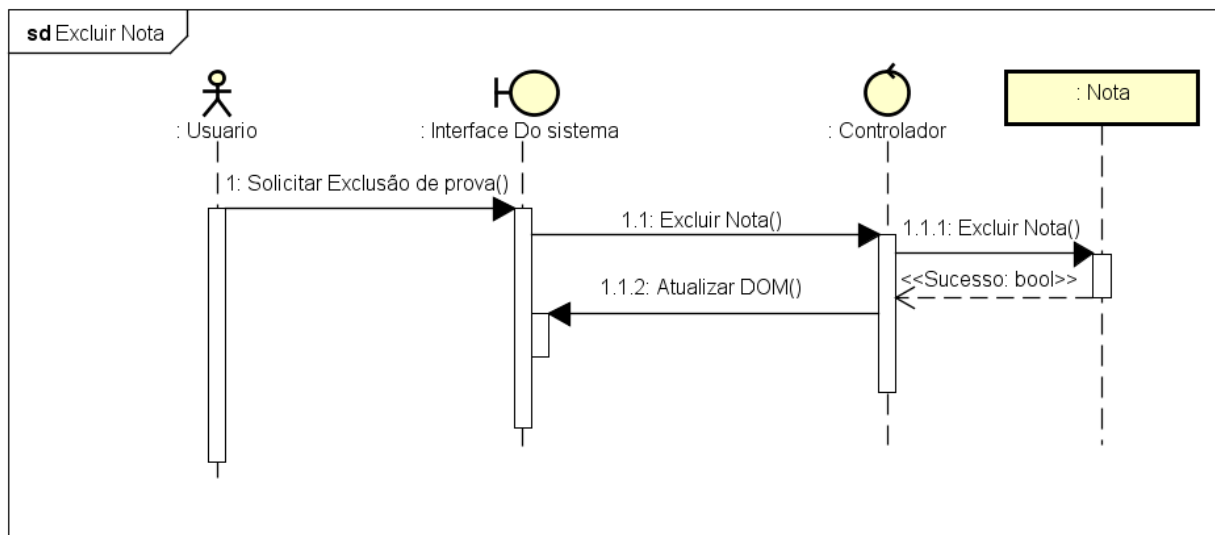 sd Excluir Nota
: Usuario
: Interface Do sistema
: Controlador
: Nota
1: Solicitar Exclusão de prova()
1.1: Excluir Nota()
1.1.1: Excluir Nota()
<<Sucesso: bool>>
1.1.2: Atualizar DOM()